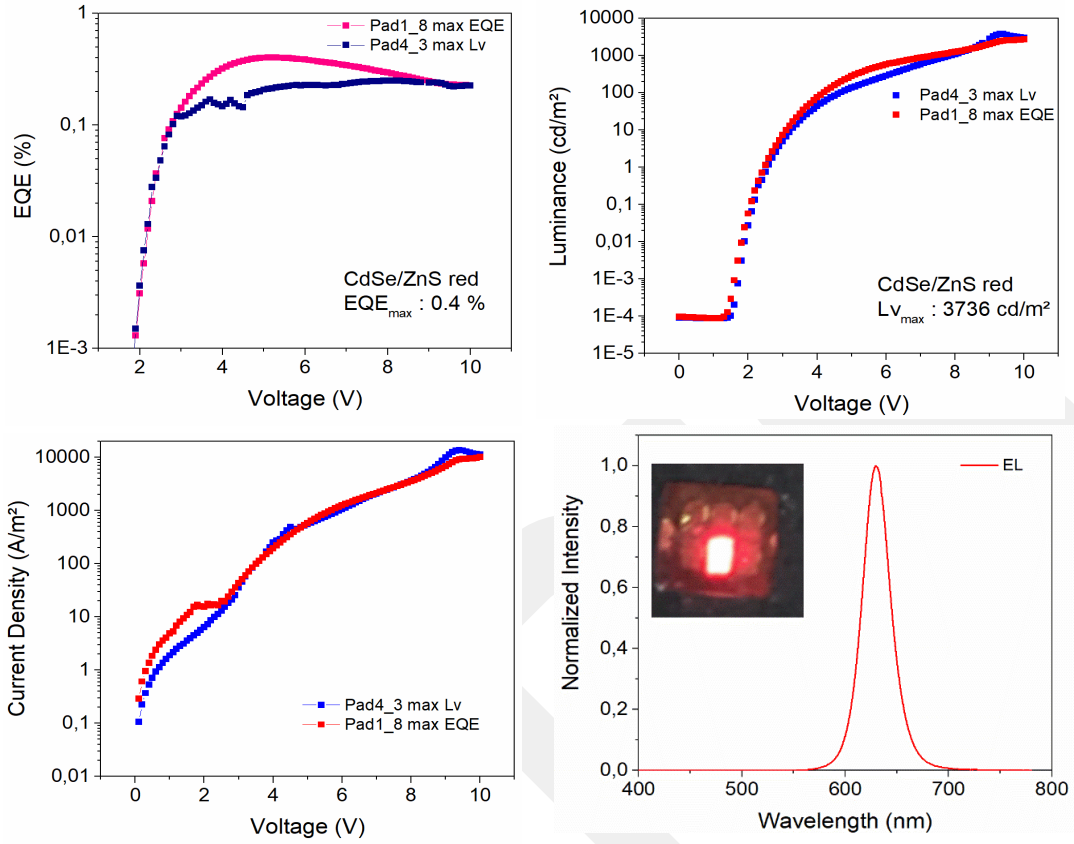 EQE (%)
1
0,1
0,01
1E-3
2
4
6
8
10
Voltage (V)
Pad1_8 max EQE
Pad4_3 max Lv
CdSe/ZnS red
EQEmax : 0.4 %
Luminance (cd/m²)
10000
1000
100
10
1
0,1
0,01
1E-3
1E-4
1E-5
0
2
4
6
8
10
Voltage (V)
Pad4_3 max Lv
Pad1_8 max EQE
CdSe/ZnS red
Lvmax : 3736 cd/m²
Current Density (A/m²)
10000
1000
100
10
1
0,1
0,01
0
2
4
6
8
10
Voltage (V)
Pad4_3 max Lv
Pad1_8 max EQE
Normalized Intensity
1,0
0,8
0,6
0,4
0,2
0,0
400
500
600
700
800
Wavelength (nm)
EL